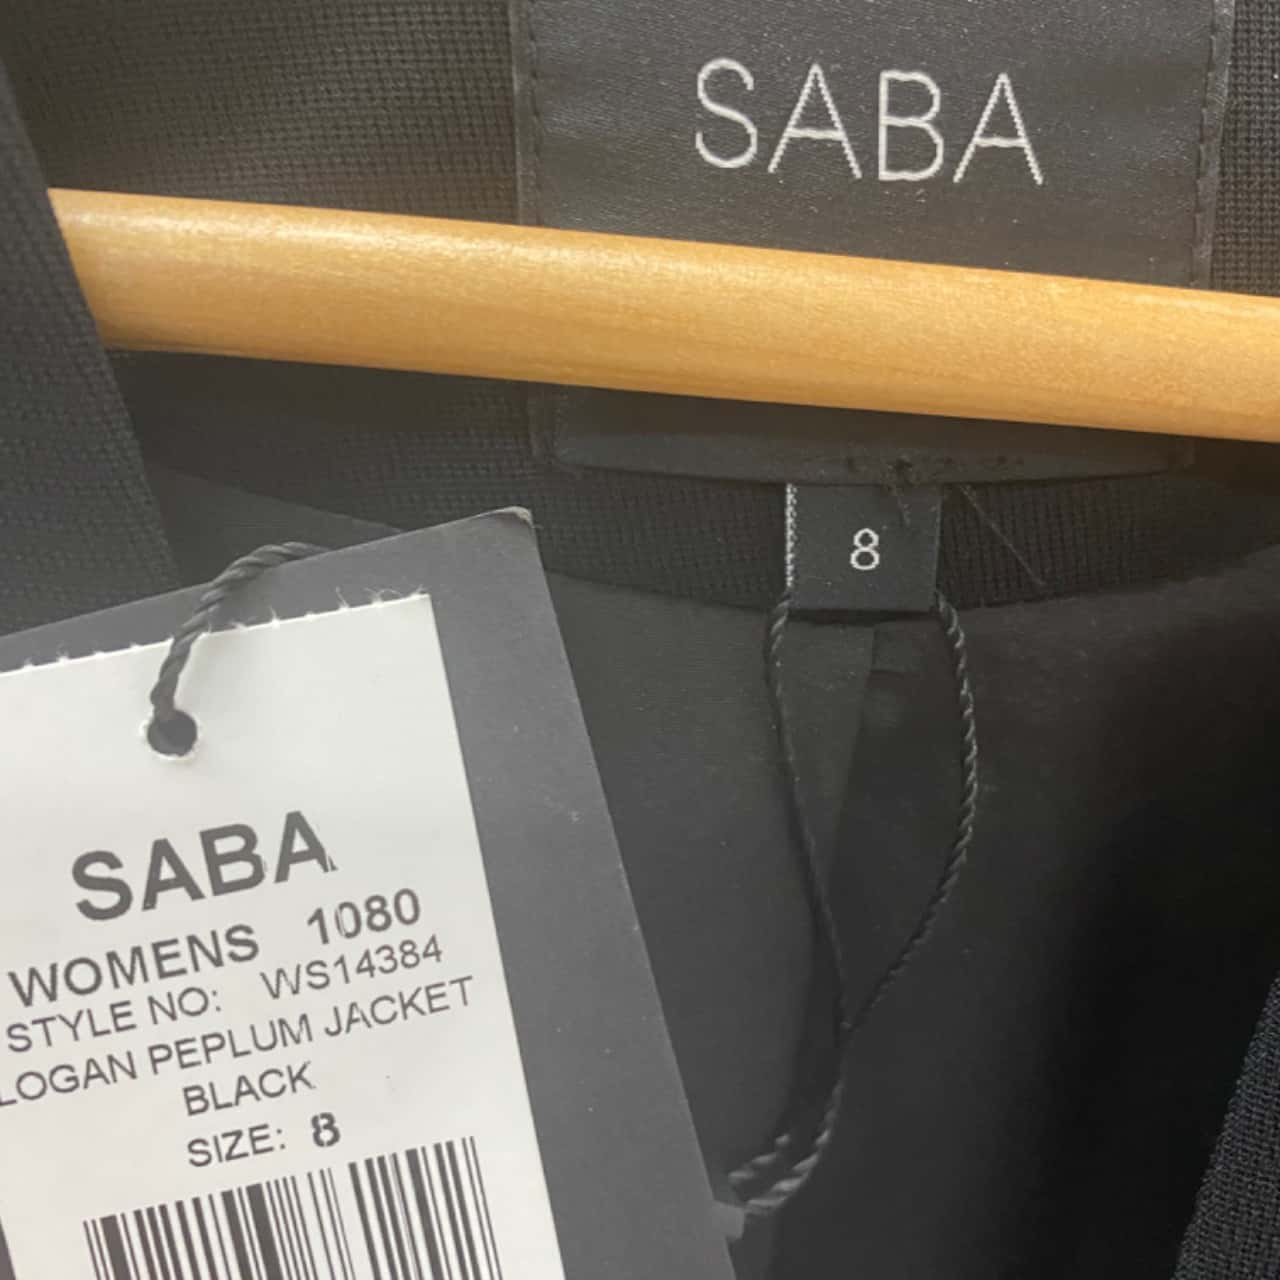 SABA
8
SABA
WOMENS 1080
STYLE NO: WS14384
LOGAN PEPLUM JACKET
BLACK
SIZE: 8